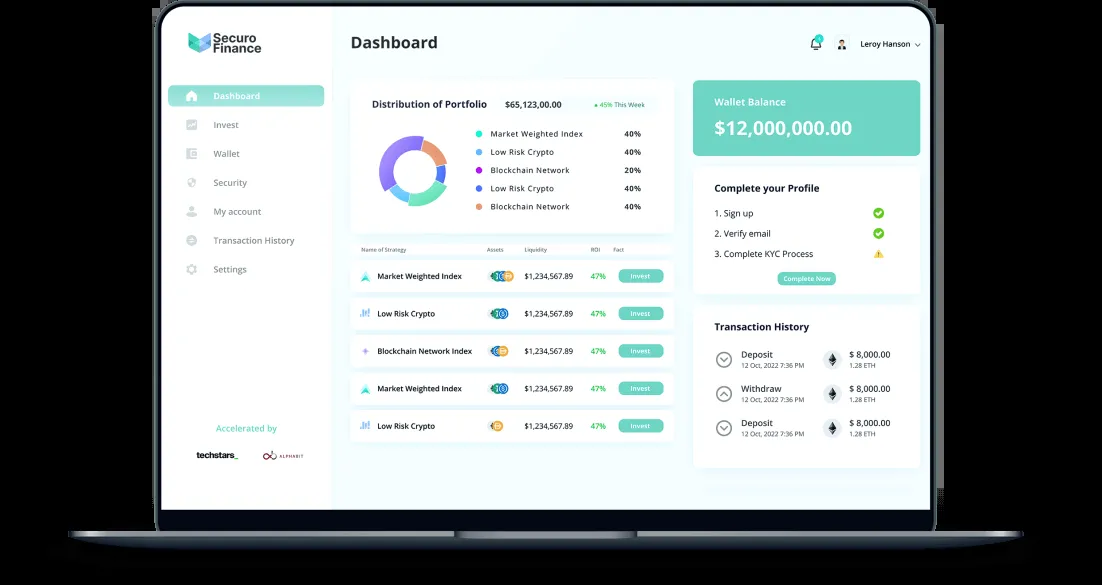 Securo
Finance
Dashboard
Invest
Wallet
Security
My account
Transaction History
Settings
Accelerated by
techstars_
ALPHABIT
Dashboard
Leroy Hanson
Distribution of Portfolio $65,123,00.00 45% This Week
Market Weighted Index 40%
Low Risk Crypto 40%
Blockchain Network 20%
Low Risk Crypto 40%
Blockchain Network 40%
Name of Strategy Assets Liquidity ROI Fact
Market Weighted Index $1,234,567.89 47% Invest
Low Risk Crypto $1,234,567.89 47% Invest
Blockchain Network Index $1,234,567.89 47% Invest
Market Weighted Index $1,234,567.89 47% Invest
Low Risk Crypto $1,234,567.89 47% Invest
Wallet Balance
$12,000,000.00
Complete your Profile
1. Sign up
2. Verify email
3. Complete KYC Process
Complete Now
Transaction History
Deposit $ 8,000.00
12 Oct, 2022 7:36 PM 1.28 ETH
Withdraw $ 8,000.00
12 Oct, 2022 7:36 PM 1.28 ETH
Deposit $ 8,000.00
12 Oct, 2022 7:36 PM 1.28 ETH